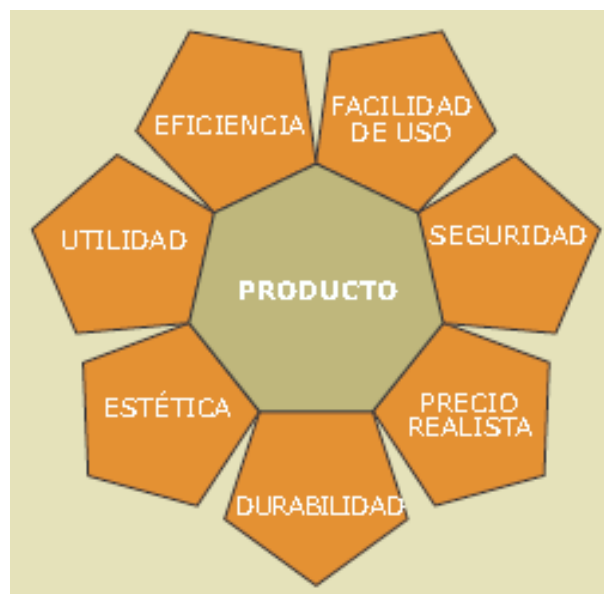 EFICIENCIA
FACILIDAD
DE USO
UTILIDAD
SEGURIDAD
PRODUCTO
ESTÉTICA
PRECIO
REALISTA
DURABILIDAD